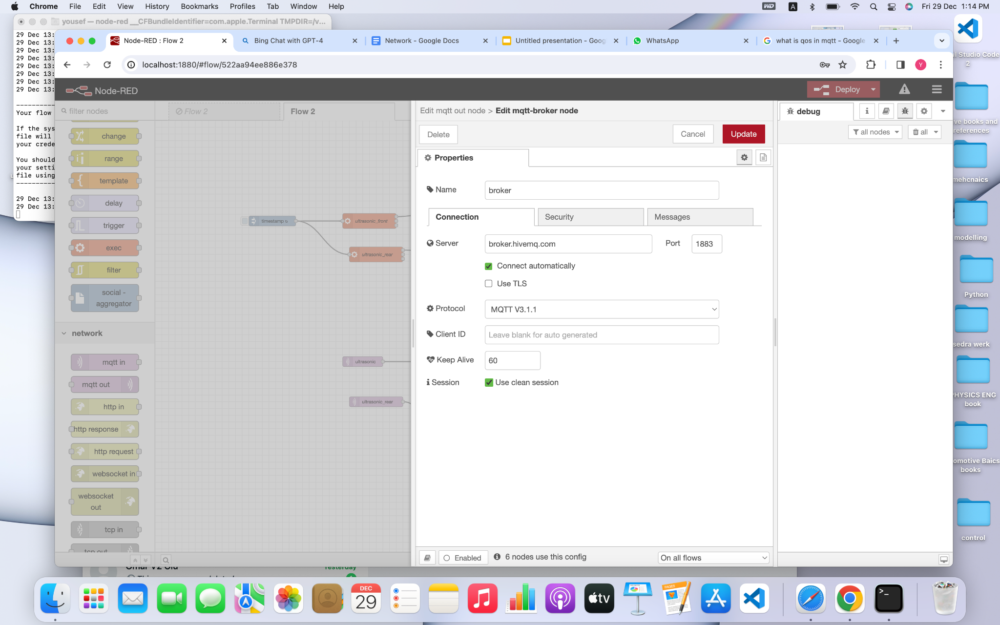 Chrome File Edit View History Bookmarks Profiles Tab Window Help
WD A Fri 29 Dec 1:14 PM
yousef — node-red __CFBundleIdentifier=com.apple.Terminal TMPDIR=/v...
29 Dec 13:
29 Dec 13:
29 Dec 13:
29 Dec 13:
29 Dec 13:
29 Dec 13:
29 Dec 13:
29 Dec 13:
Your flow
If the sys
file will
your crede
You should
your setti
file using
29 Dec 13:
29 Dec 13:
Node-RED : Flow 2
Bing Chat with GPT-4
Network - Google Docs
Untitled presentation - Goog
WhatsApp
what is qos in mqtt - Google
localhost:1880/#flow/522aa94ee886e378
Y
Node-RED
Deploy
filter nodes
Flow 2
Flow 2
change
range
template
delay
trigger
exec
filter
social -
aggregator
network
mqtt in
mqtt out
http in
http response
http request
websocket in
websocket
out
tcp in
tcp out
timestamp ↻
ultrasonic_front
ultrasonic_rear
ultrasonic
ultrasonic_rear
Edit mqtt out node > Edit mqtt-broker node
Delete
Cancel
Update
Properties
Name
broker
Connection
Security
Messages
Server
broker.hivemq.com
Port
1883
Connect automatically
Use TLS
Protocol
MQTT V3.1.1
Client ID
Leave blank for auto generated
Keep Alive
60
Session
Use clean session
Enabled
6 nodes use this config
On all flows
debug
i
all nodes
all
l Studio Code
2
ve books and
references
mehcnaics
modelling
Python
sedra werk
PHYSICS ENG
book
omotive Baics
books
control
Omar V2 Old
Yesterday
DEC
29
tv
PAGES
>_